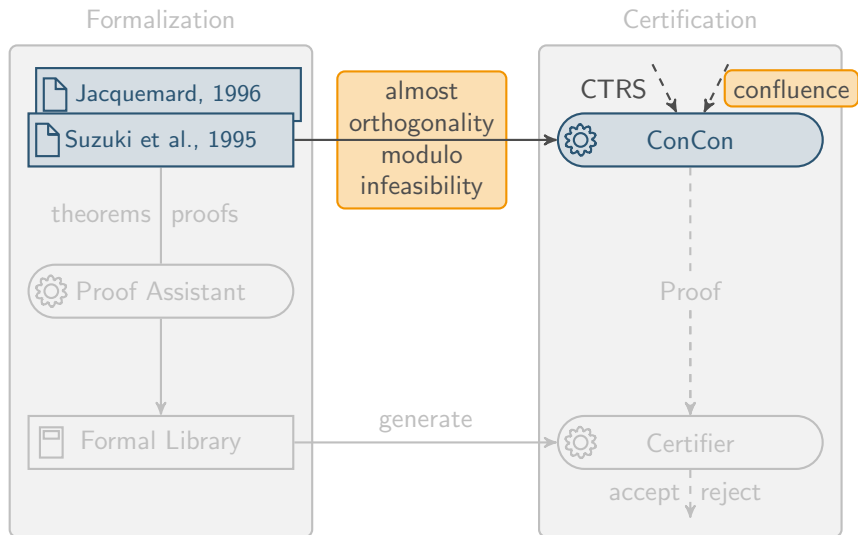 Formalization
Certification
Jacquemard, 1996
Suzuki et al., 1995
almost
orthogonality
modulo
infeasibility
CTRS
confluence
ConCon
theorems
proofs
Proof Assistant
Proof
Formal Library
generate
Certifier
accept
reject